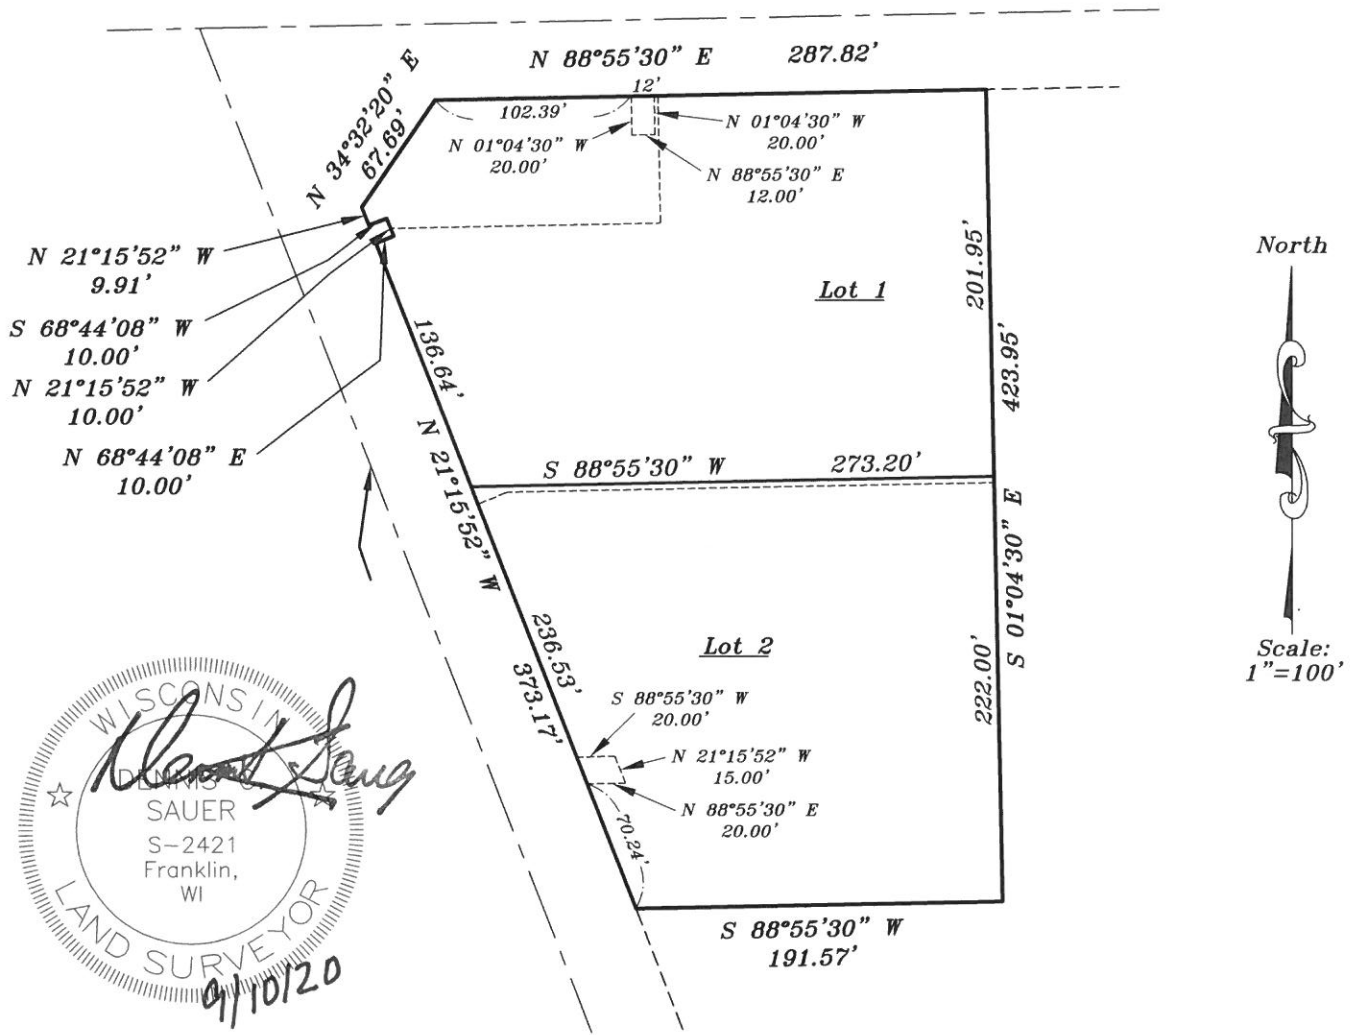 N 88°55'30" E 287.82'
N 34°32'20" E
67.69'
102.39'
12'
N 01°04'30" W
20.00'
N 01°04'30" W
20.00'
N 88°55'30" E
12.00'
N 21°15'52" W
9.91'
S 68°44'08" W
10.00'
N 21°15'52" W
10.00'
N 68°44'08" E
10.00'
Lot 1
201.95'
423.95'
S 01°04'30" E
222.00'
136.64'
N 21°15'52" W
236.53'
373.17'
S 88°55'30" W 273.20'
Lot 2
S 88°55'30" W
20.00'
N 21°15'52" W
15.00'
N 88°55'30" E
20.00'
70.24'
S 88°55'30" W
191.57'
North
Scale:
1"=100'
WISCONSIN
DENNIS C.
SAUER
S-2421
Franklin,
WI
LAND SURVEYOR
9/10/20